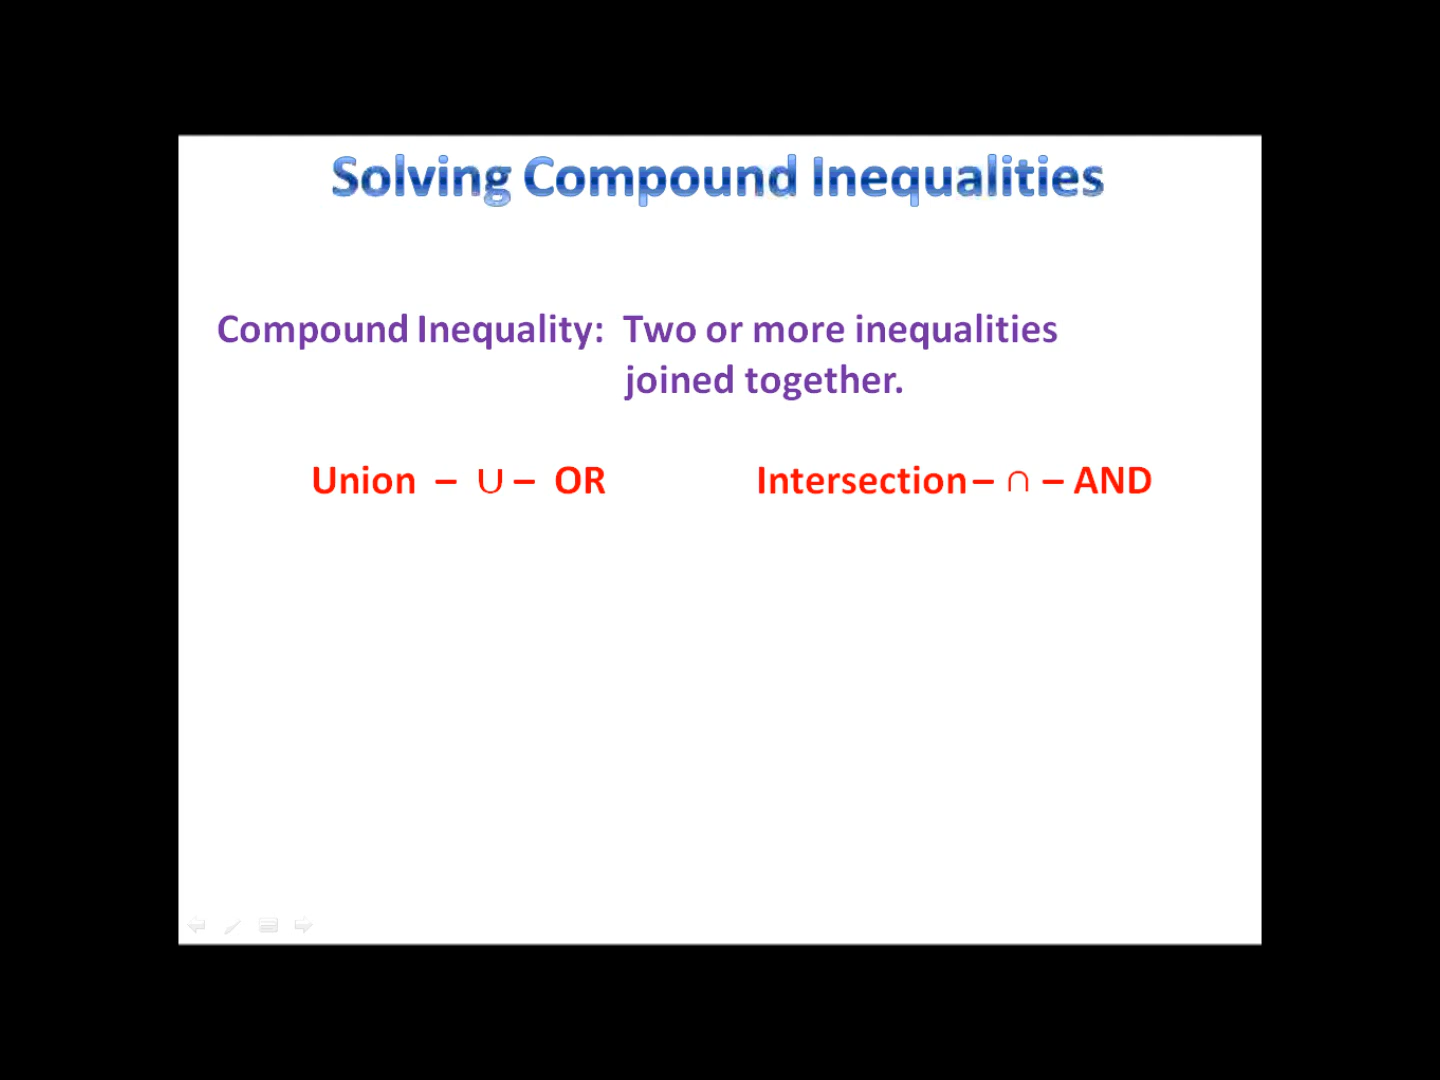 Solving Compound Inequalities
Compound Inequality: Two or more inequalities
joined together.
Union – ∪ – OR Intersection – ∩ – AND